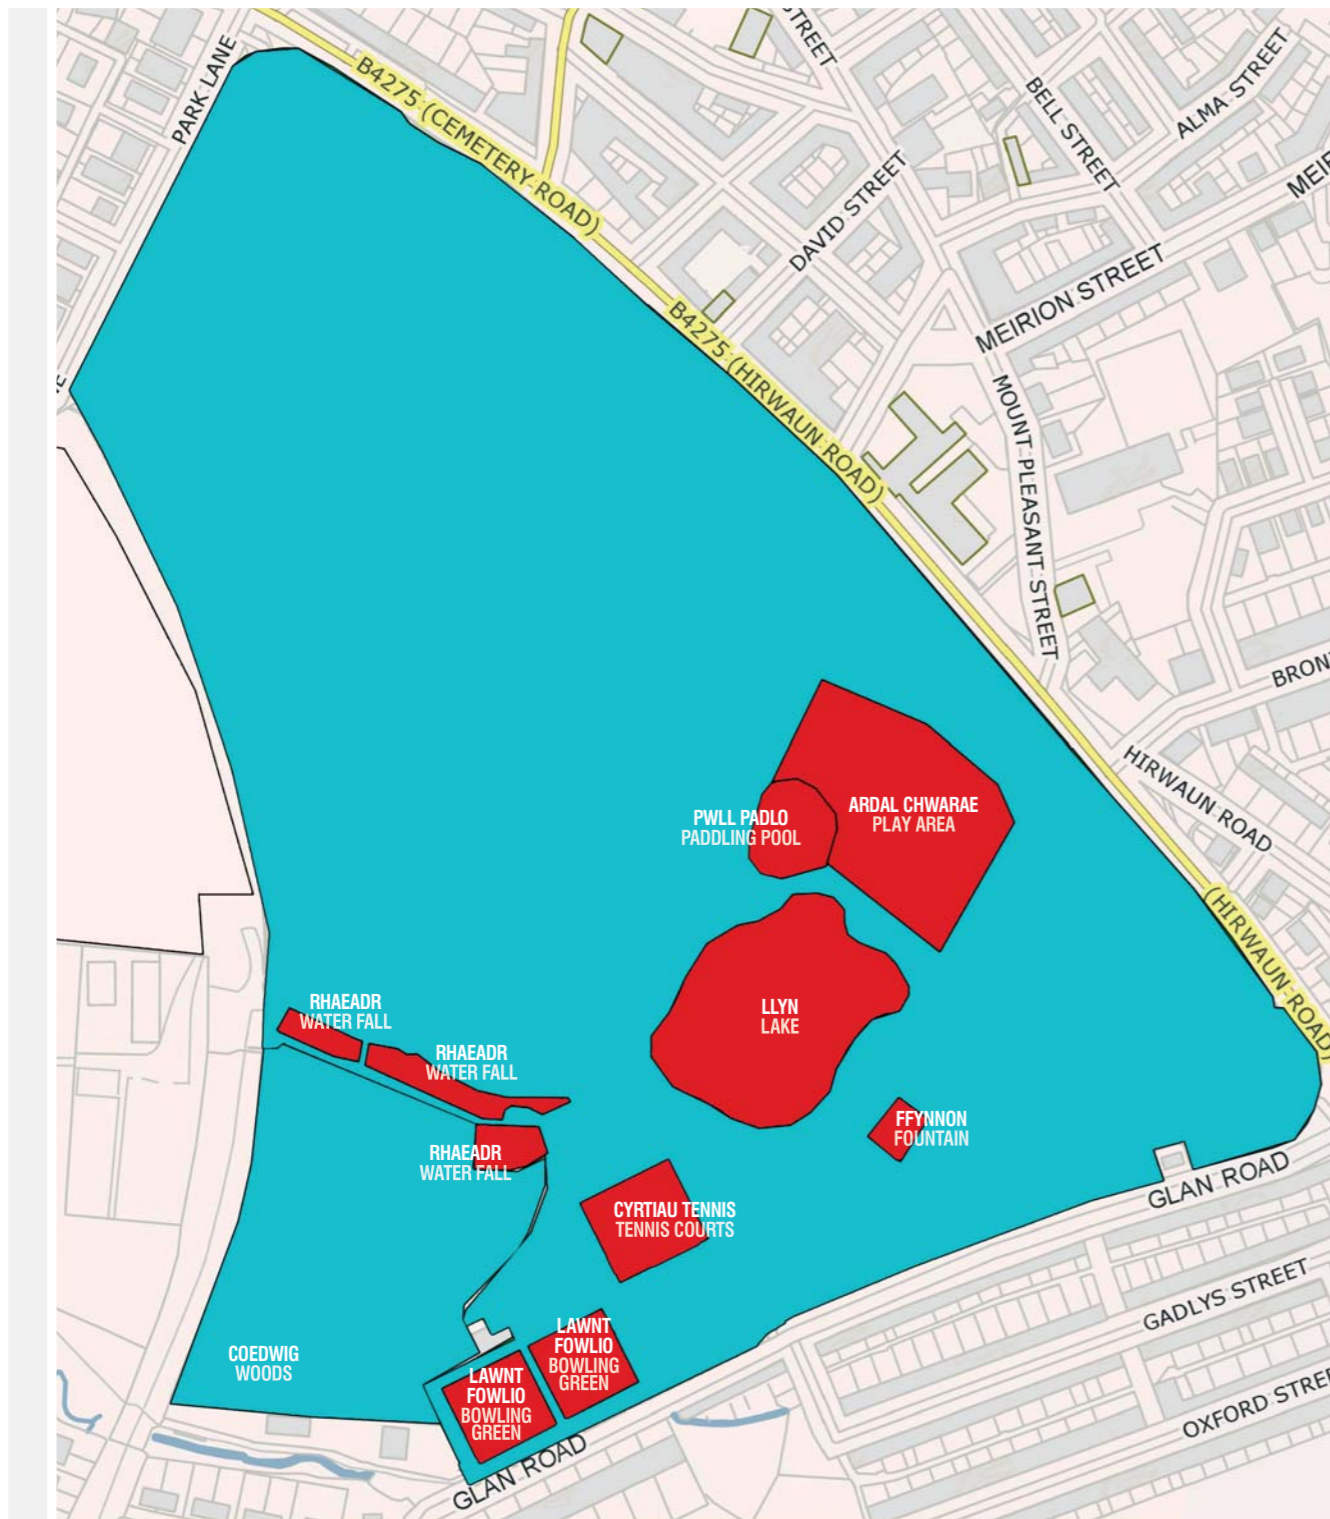 PARK LANE
B4275 (CEMETERY ROAD)
STREET
BELL STREET
ALMA STREET
DAVID STREET
MEIRION STREET
B4275 (HIRWAUN ROAD)
MOUNT PLEASANT STREET
HIRWAUN ROAD
(HIRWAUN ROAD)
ARDAL CHWARAE
PLAY AREA
PWLL PADLO
PADDLING POOL
LLYN
LAKE
RHAEADR
WATER FALL
RHAEADR
WATER FALL
RHAEADR
WATER FALL
FFYNNON
FOUNTAIN
CYRTIAU TENNIS
TENNIS COURTS
GLAN ROAD
GADLYS STREET
OXFORD STREE
LAWNT
FOWLIO
BOWLING
GREEN
LAWNT
FOWLIO
BOWLING
GREEN
COEDWIG
WOODS
GLAN ROAD